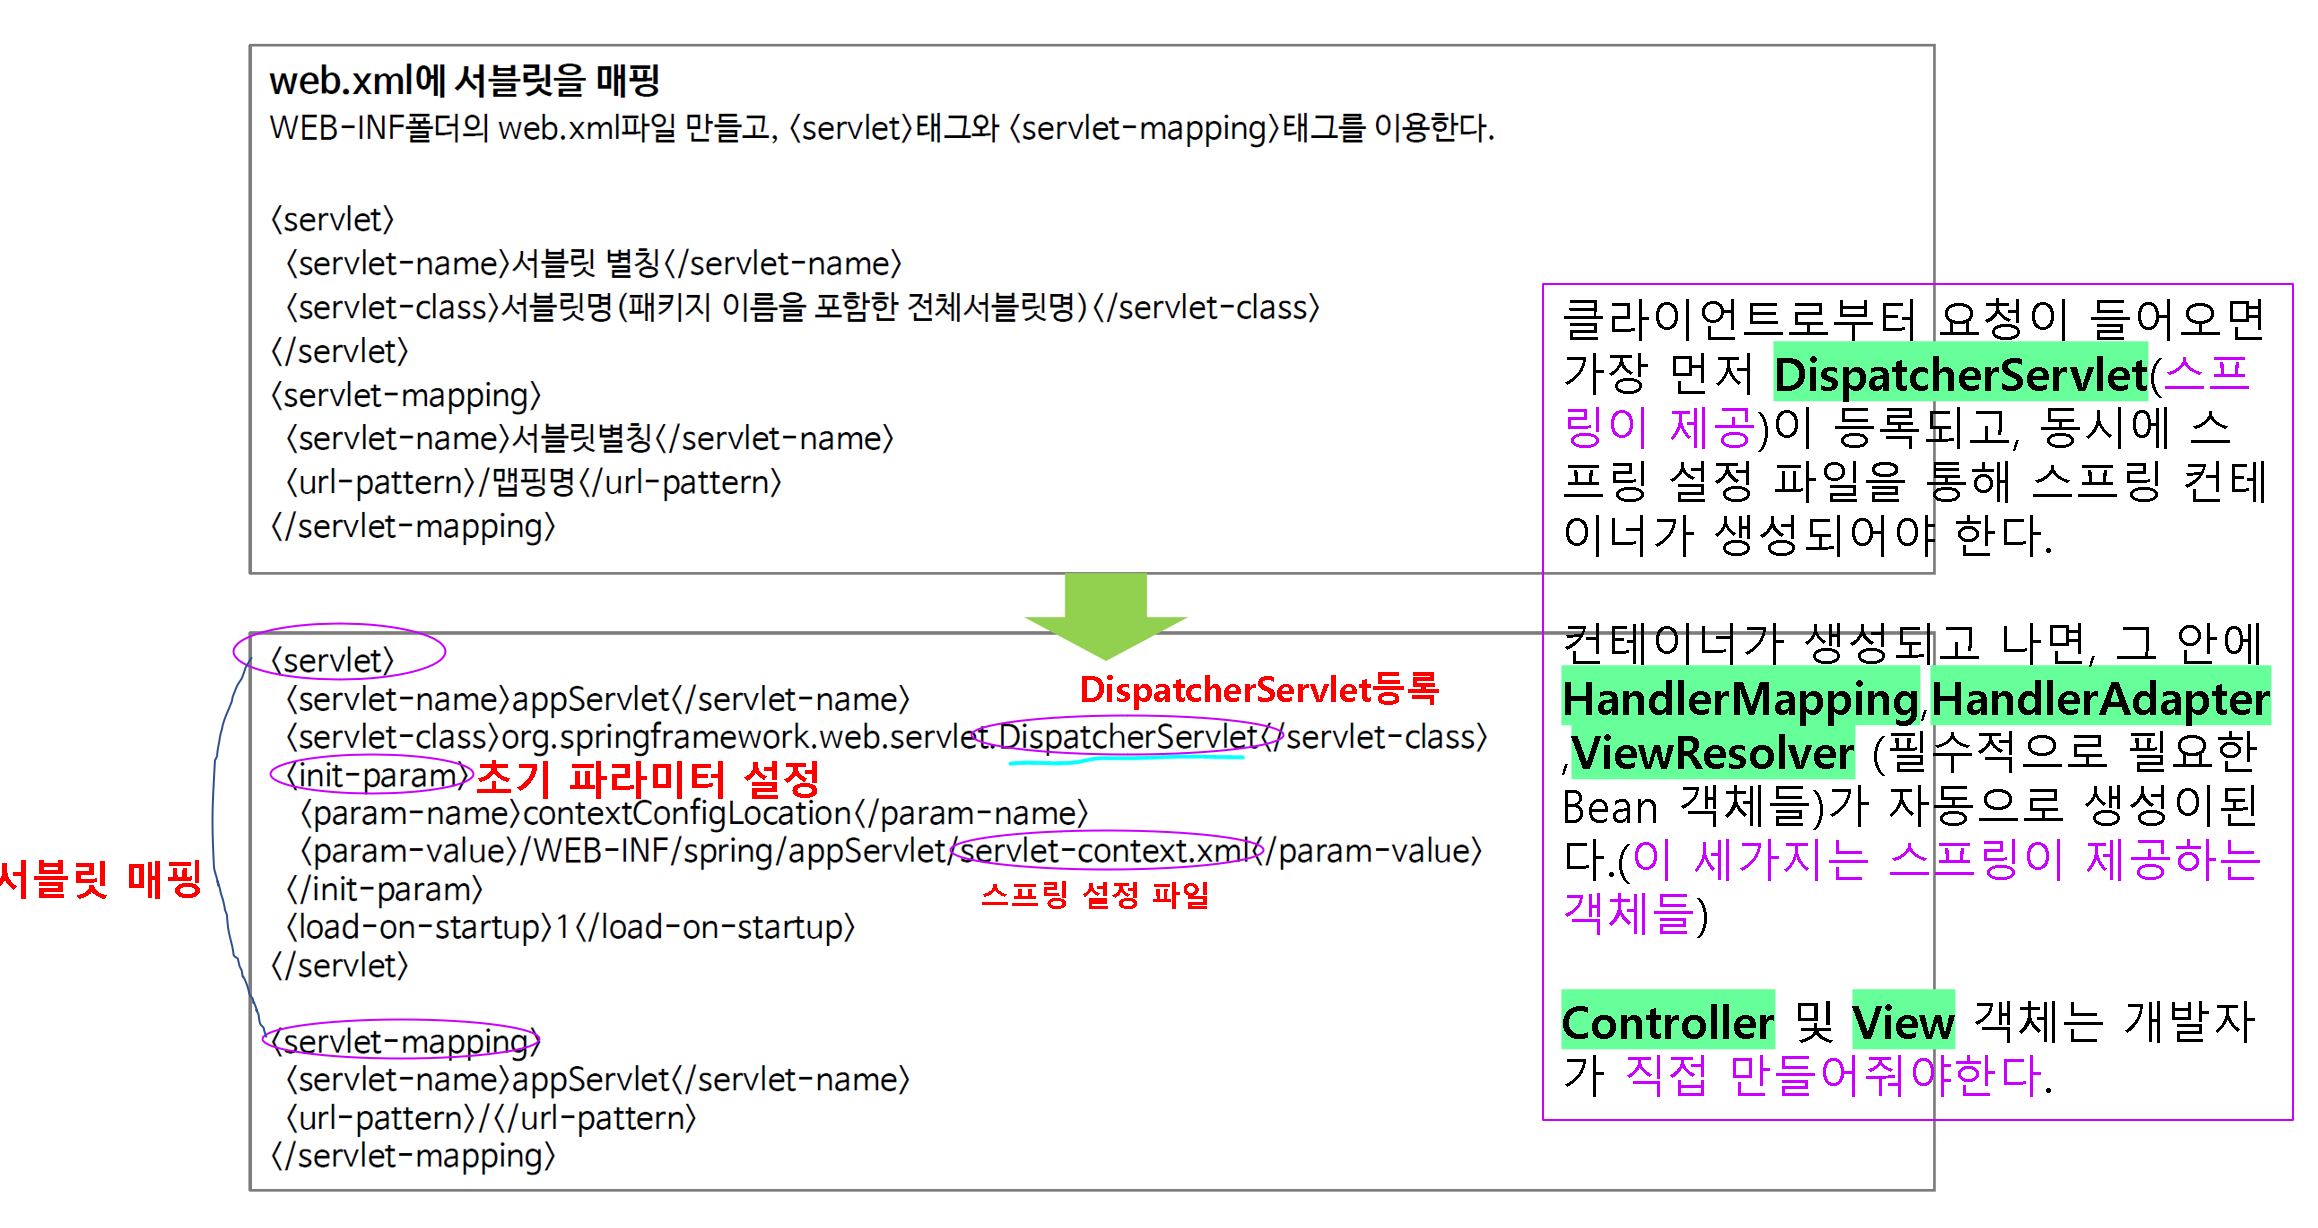 web.xml에 서블릿을 매핑
WEB-INF폴더의 web.xml파일 만들고, <servlet>태그와 <servlet-mapping>태그를 이용한다.
<servlet>
<servlet-name>서블릿 별칭</servlet-name>
<servlet-class>서블릿명(패키지 이름을 포함한 전체서블릿명)</servlet-class>
</servlet>
<servlet-mapping>
<servlet-name>서블릿별칭</servlet-name>
<url-pattern>/맵핑명</url-pattern>
</servlet-mapping>
<servlet>
<servlet-name>appServlet</servlet-name>
DispatcherServlet등록
<servlet-class>org.springframework.web.servlet.DispatcherServlet</servlet-class>
<init-param>초기 파라미터 설정
<param-name>contextConfigLocation</param-name>
<param-value>/WEB-INF/spring/appServlet/servlet-context.xml</param-value>
서블릿 매핑
</init-param>
스프링 설정 파일
<load-on-startup>1</load-on-startup>
</servlet>
<servlet-mapping>
<servlet-name>appServlet</servlet-name>
<url-pattern>/</url-pattern>
</servlet-mapping>
클라이언트로부터 요청이 들어오면
가장 먼저 DispatcherServlet(스프
링이 제공)이 등록되고, 동시에 스
프링 설정 파일을 통해 스프링 컨테
이너가 생성되어야 한다.
컨테이너가 생성되고 나면, 그 안에
HandlerMapping,HandlerAdapter
,ViewResolver (필수적으로 필요한
Bean 객체들)가 자동으로 생성이된
다.(이 세가지는 스프링이 제공하는
객체들)
Controller 및 View 객체는 개발자
가 직접 만들어줘야한다.